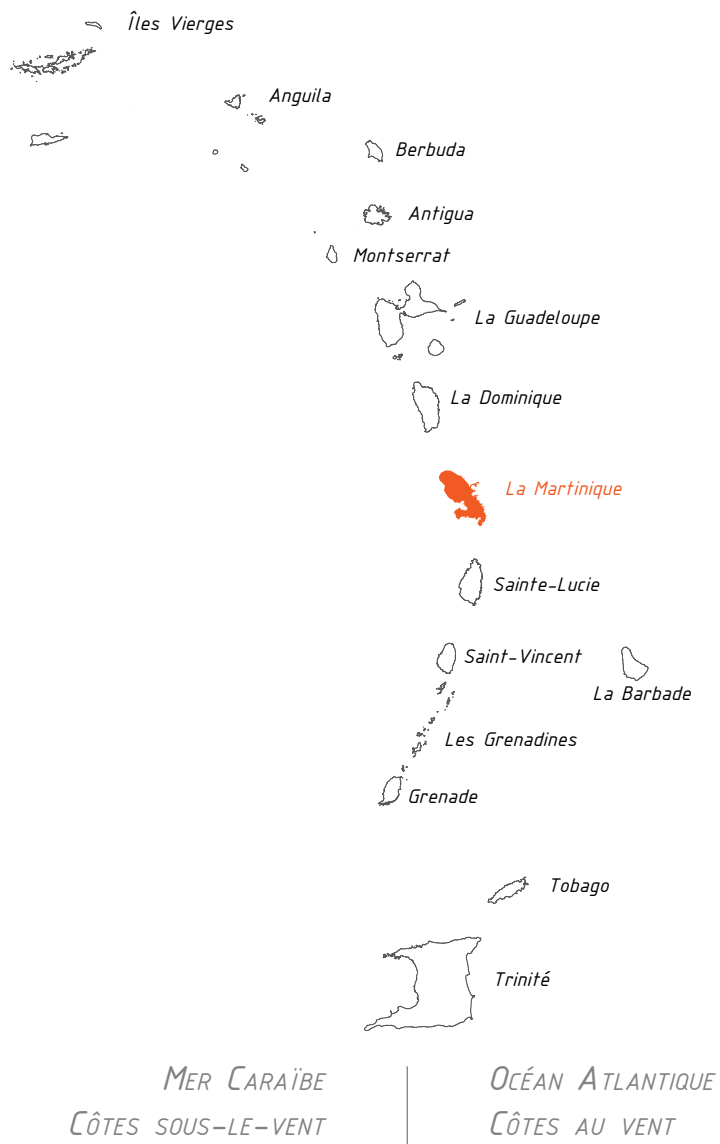 Îles Vierges
Anguila
Berbuda
Antigua
Montserrat
La Guadeloupe
La Dominique
La Martinique
Sainte-Lucie
Saint-Vincent
La Barbade
Les Grenadines
Grenade
Tobago
Trinité
Mer Caraïbe
Côtes sous-le-vent
Océan Atlantique
Côtes au vent